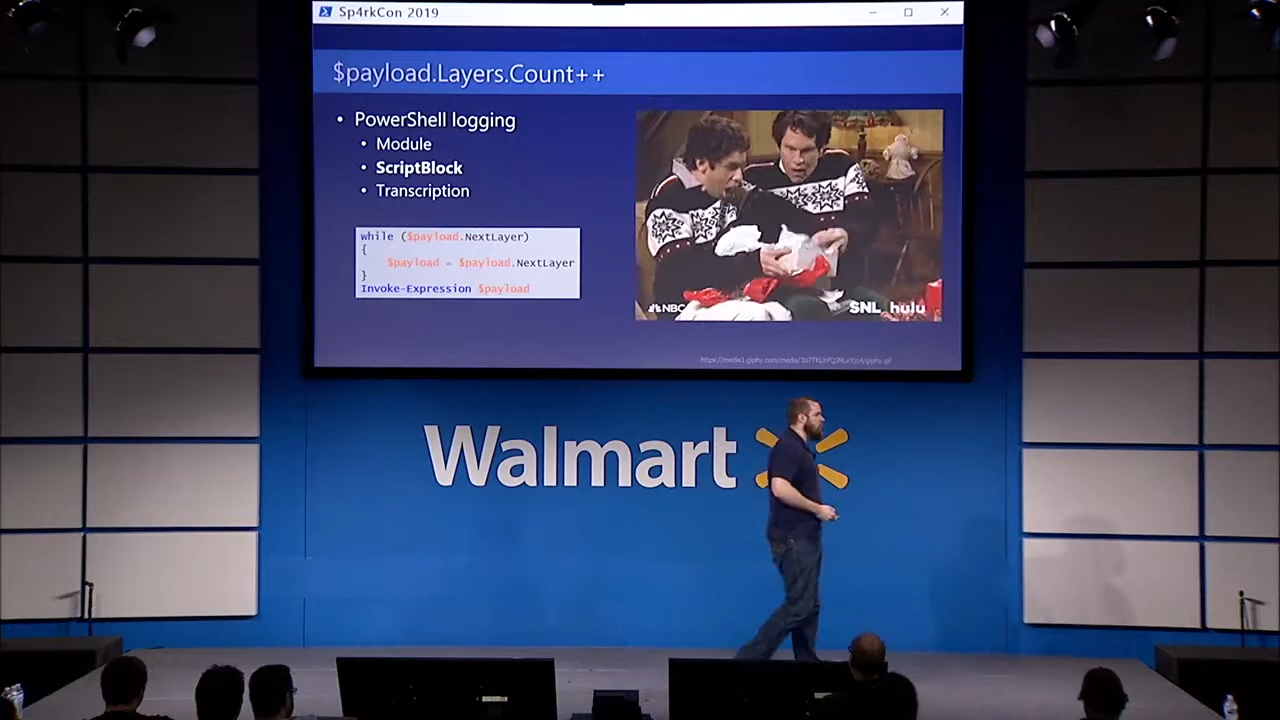 Sp4rkCon 2019
$payload.Layers.Count++
• PowerShell logging
• Module
• ScriptBlock
• Transcription
while ($payload.NextLayer)
{
$payload = $payload.NextLayer
}
Invoke-Expression $payload
NBC
SNL hulu
Walmart